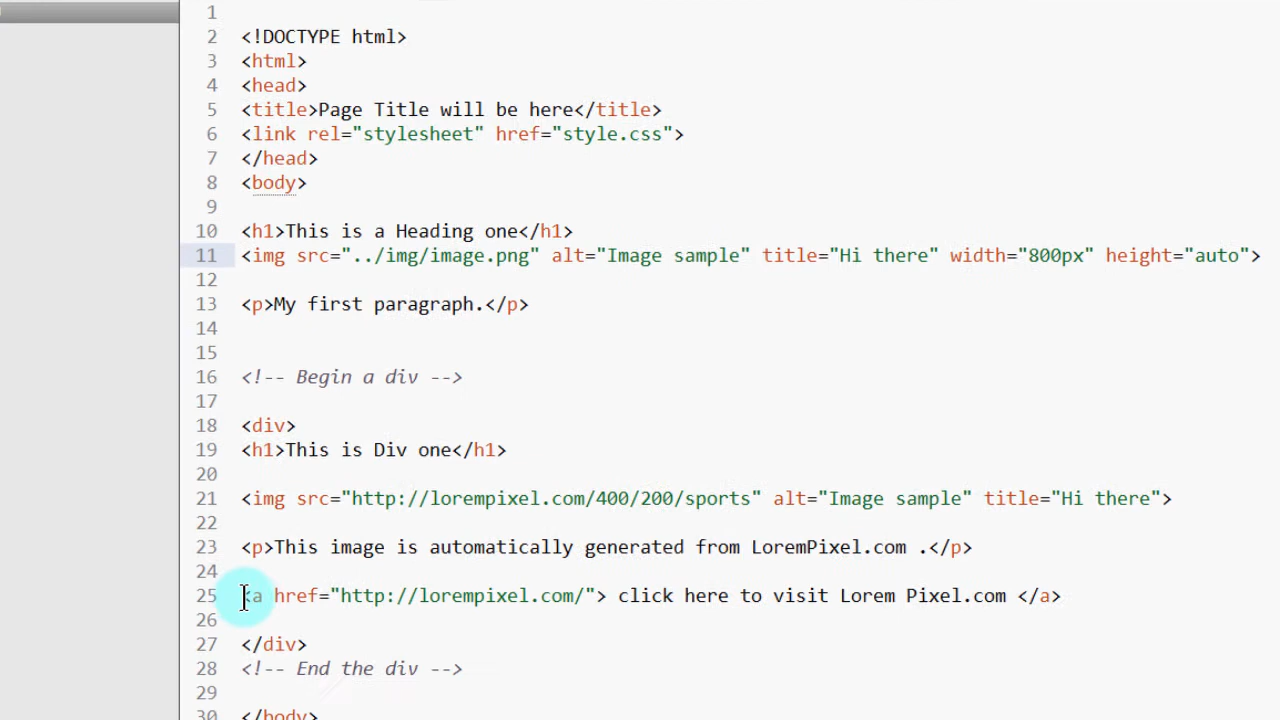 1
2 <!DOCTYPE html>
3 <html>
4 <head>
5 <title>Page Title will be here</title>
6 <link rel="stylesheet" href="style.css">
7 </head>
8 <body>
9
10 <h1>This is a Heading one</h1>
11 <img src="../img/image.png" alt="Image sample" title="Hi there" width="800px" height="auto">
12
13 <p>My first paragraph.</p>
14
15
16 <!-- Begin a div -->
17
18 <div>
19 <h1>This is Div one</h1>
20
21 <img src="http://lorempixel.com/400/200/sports" alt="Image sample" title="Hi there">
22
23 <p>This image is automatically generated from LoremPixel.com .</p>
24
25 <a href="http://lorempixel.com/"> click here to visit Lorem Pixel.com </a>
26
27 </div>
28 <!-- End the div -->
29
30 </body>